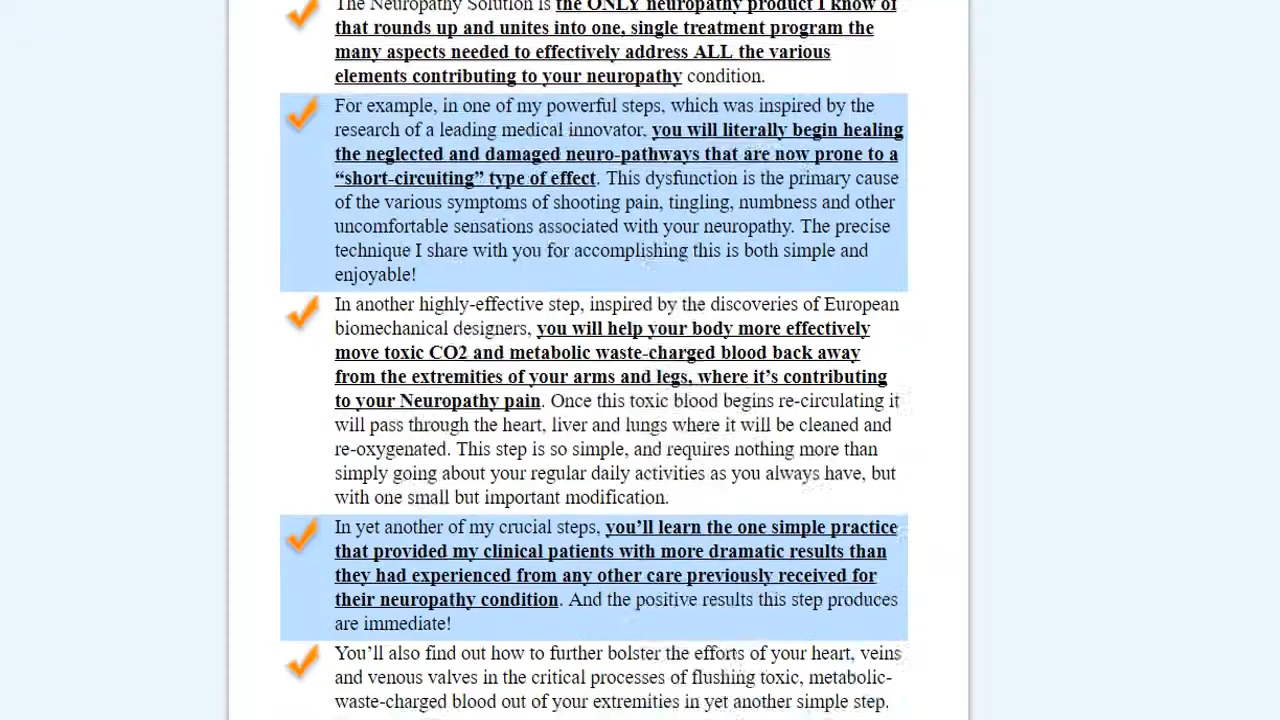 The Neuropathy Solution is the ONLY neuropathy product I know of
that rounds up and unites into one, single treatment program the
many aspects needed to effectively address ALL the various
elements contributing to your neuropathy condition.
For example, in one of my powerful steps, which was inspired by the
research of a leading medical innovator, you will literally begin healing
the neglected and damaged neuro-pathways that are now prone to a
“short-circuiting” type of effect. This dysfunction is the primary cause
of the various symptoms of shooting pain, tingling, numbness and other
uncomfortable sensations associated with your neuropathy. The precise
technique I share with you for accomplishing this is both simple and
enjoyable!
In another highly-effective step, inspired by the discoveries of European
biomechanical designers, you will help your body more effectively
move toxic CO2 and metabolic waste-charged blood back away
from the extremities of your arms and legs, where it’s contributing
to your Neuropathy pain. Once this toxic blood begins re-circulating it
will pass through the heart, liver and lungs where it will be cleaned and
re-oxygenated. This step is so simple, and requires nothing more than
simply going about your regular daily activities as you always have, but
with one small but important modification.
In yet another of my crucial steps, you’ll learn the one simple practice
that provided my clinical patients with more dramatic results than
they had experienced from any other care previously received for
their neuropathy condition. And the positive results this step produces
are immediate!
You’ll also find out how to further bolster the efforts of your heart, veins
and venous valves in the critical processes of flushing toxic, metabolic-
waste-charged blood out of your extremities in yet another simple step.